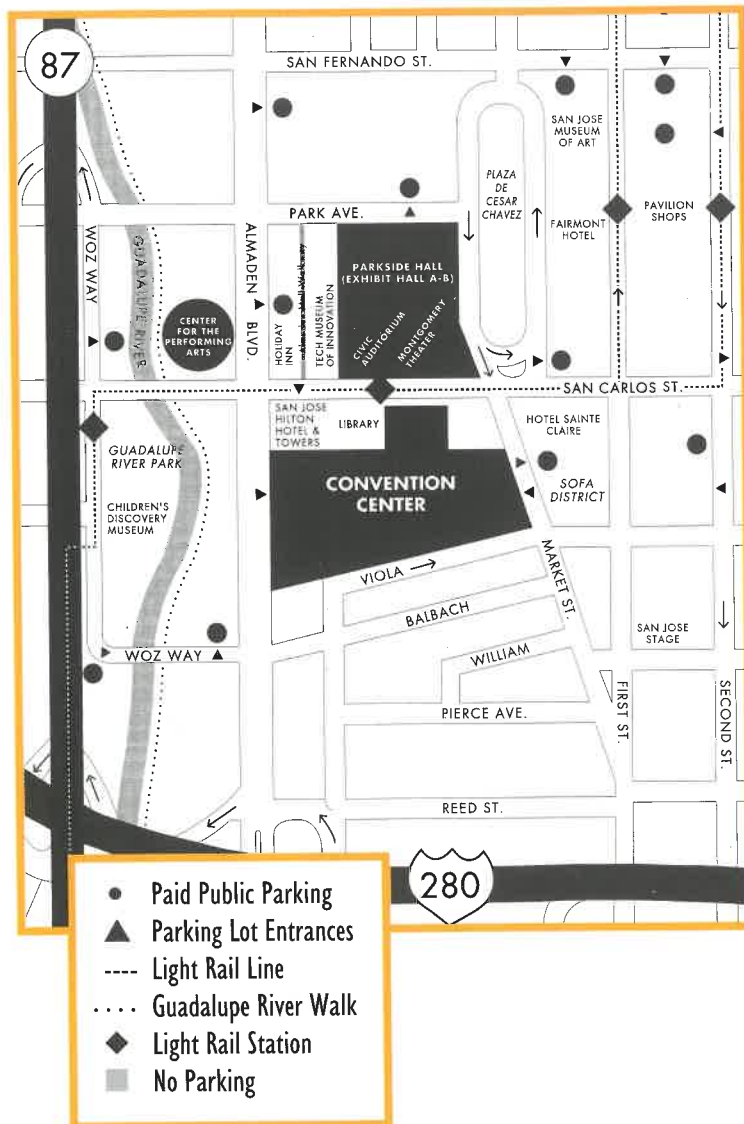 87
SAN FERNANDO ST.
SAN JOSE
MUSEUM
OF ART
PLAZA
DE
CESAR
CHAVEZ
PARK AVE.
FAIRMONT
HOTEL
PAVILION
SHOPS
WOZ WAY
GUADALUPE RIVER
ALMADEN BLVD.
CENTER
FOR THE
PERFORMING
ARTS
HOLIDAY
INN
TECH MUSEUM
OF INNOVATION
PARKSIDE HALL
(EXHIBIT HALL A-B)
CIVIC
AUDITORIUM
MONTGOMERY
THEATER
SAN CARLOS ST.
SAN JOSE
HILTON
HOTEL &
TOWERS
LIBRARY
HOTEL SAINTE
CLAIRE
GUADALUPE
RIVER PARK
CONVENTION
CENTER
SOFA
DISTRICT
CHILDREN'S
DISCOVERY
MUSEUM
VIOLA
MARKET ST.
BALBACH
SAN JOSE
STAGE
WOZ WAY
WILLIAM
FIRST ST.
SECOND ST.
PIERCE AVE.
REED ST.
280
Paid Public Parking
Parking Lot Entrances
Light Rail Line
Guadalupe River Walk
Light Rail Station
No Parking